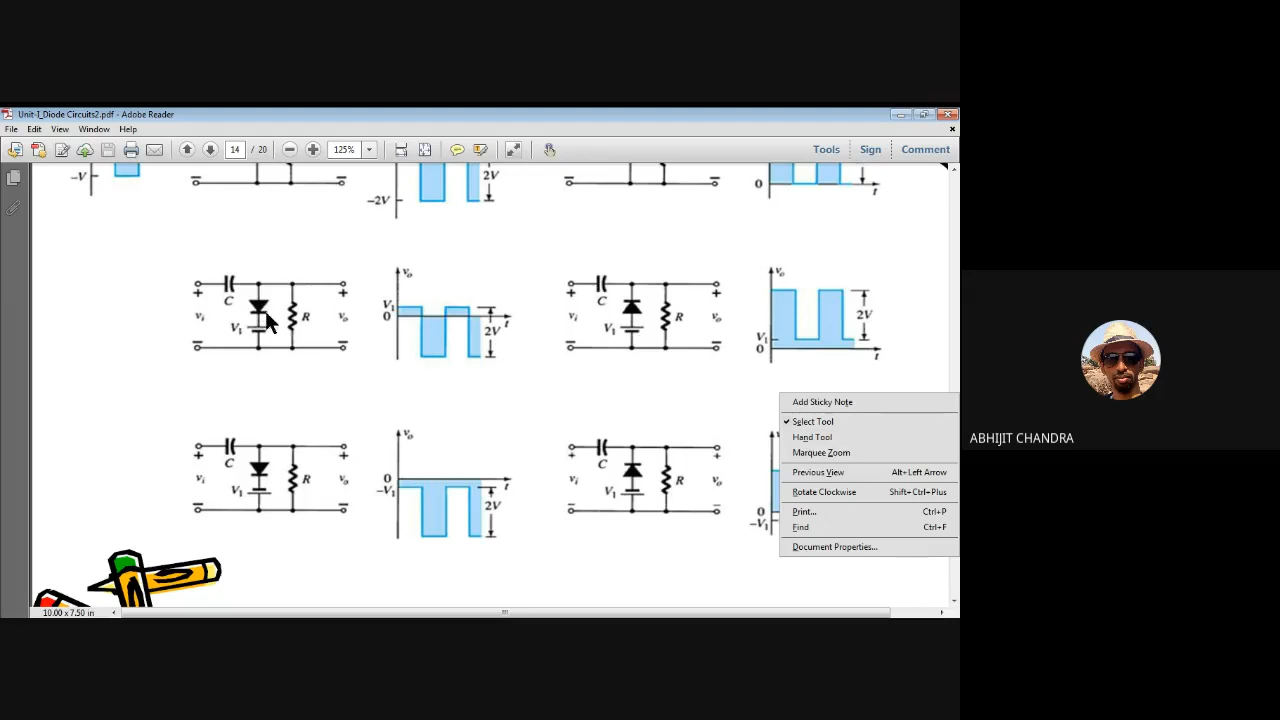 Unit-I_Diode Circuits2.pdf - Adobe Reader
File Edit View Window Help
14 / 20 125% Tools Sign Comment
-V
-2V
2V
0
t
+ C + vi V1 R vo
vo V1 0 t 2V
+ C + vi V1 R vo
vo V1 0 t 2V
+ C + vi V1 R vo
vo 0 -V1 t 2V
+ C + vi V1 R vo
0 -V1
Add Sticky Note
Select Tool
Hand Tool
Marquee Zoom
Previous View Alt+Left Arrow
Rotate Clockwise Shift+Ctrl+Plus
Print... Ctrl+P
Find Ctrl+F
Document Properties...
10.00 x 7.50 in
ABHIJIT CHANDRA